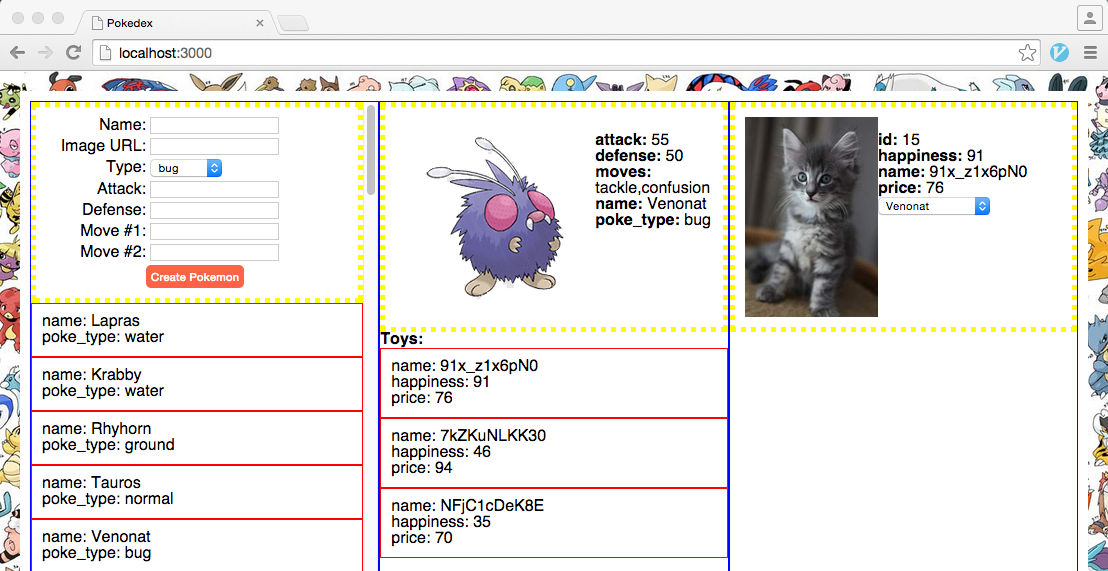 Pokedex
localhost:3000
Name:
Image URL:
Type: bug
Attack:
Defense:
Move #1:
Move #2:
Create Pokemon
name: Lapras
poke_type: water
name: Krabby
poke_type: water
name: Rhyhorn
poke_type: ground
name: Tauros
poke_type: normal
name: Venonat
poke_type: bug
attack: 55
defense: 50
moves:
tackle,confusion
name: Venonat
poke_type: bug
Toys:
name: 91x_z1x6pN0
happiness: 91
price: 76
name: 7kZKuNLKK30
happiness: 46
price: 94
name: NFjC1cDeK8E
happiness: 35
price: 70
id: 15
happiness: 91
name: 91x_z1x6pN0
price: 76
Venonat